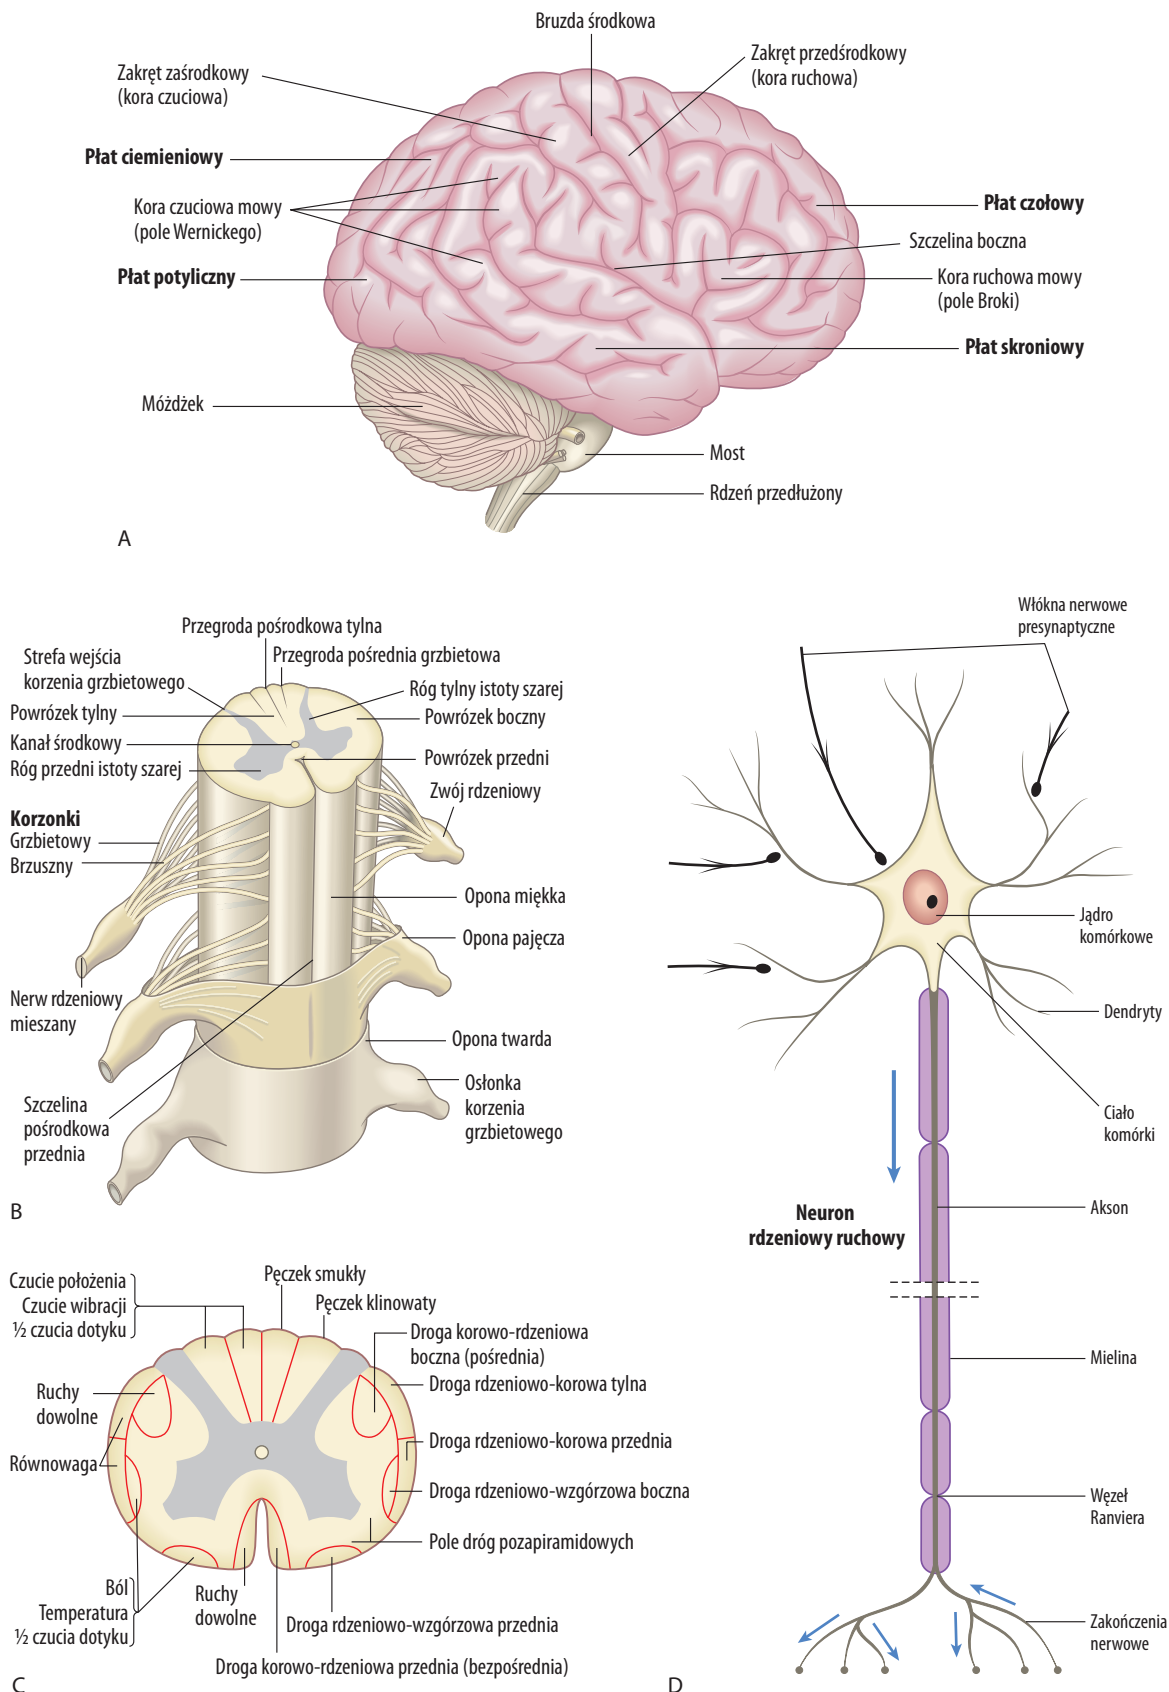 Bruzda środkowa
Zakręt przedśrodkowy
(kora ruchowa)
Zakręt zaśrodkowy
(kora czuciowa)
Płat ciemieniowy
Kora czuciowa mowy
(pole Wernickego)
Płat czołowy
Szczelina boczna
Płat potyliczny
Kora ruchowa mowy
(pole Broki)
Płat skroniowy
Móżdżek
Most
Rdzeń przedłużony
A
Przegroda pośrodkowa tylna
Strefa wejścia
korzenia grzbietowego
Przegroda pośrednia grzbietowa
Róg tylny istoty szarej
Powrózek tylny
Powrózek boczny
Kanał środkowy
Powrózek przedni
Róg przedni istoty szarej
Zwój rdzeniowy
Korzonki
Grzbietowy
Brzuszny
Opona miękka
Opona pajęcza
Nerw rdzeniowy
mieszany
Opona twarda
Szczelina
pośrodkowa
przednia
Osłonka
korzenia
grzbietowego
B
Czucie położenia
Czucie wibracji
½ czucia dotyku
Pęczek smukły
Pęczek klinowaty
Droga korowo-rdzeniowa
boczna (pośrednia)
Droga rdzeniowo-korowa tylna
Ruchy
dowolne
Równowaga
Droga rdzeniowo-korowa przednia
Droga rdzeniowo-wzgórzowa boczna
Pole dróg pozapiramidowych
Ból
Temperatura
½ czucia dotyku
Ruchy
dowolne
Droga rdzeniowo-wzgórzowa przednia
Droga korowo-rdzeniowa przednia (bezpośrednia)
C
Włókna nerwowe
presynaptyczne
Jądro
komórkowe
Dendryty
Ciało
komórki
Neuron
rdzeniowy ruchowy
Akson
Mielina
Węzeł
Ranviera
Zakończenia
nerwowe
D